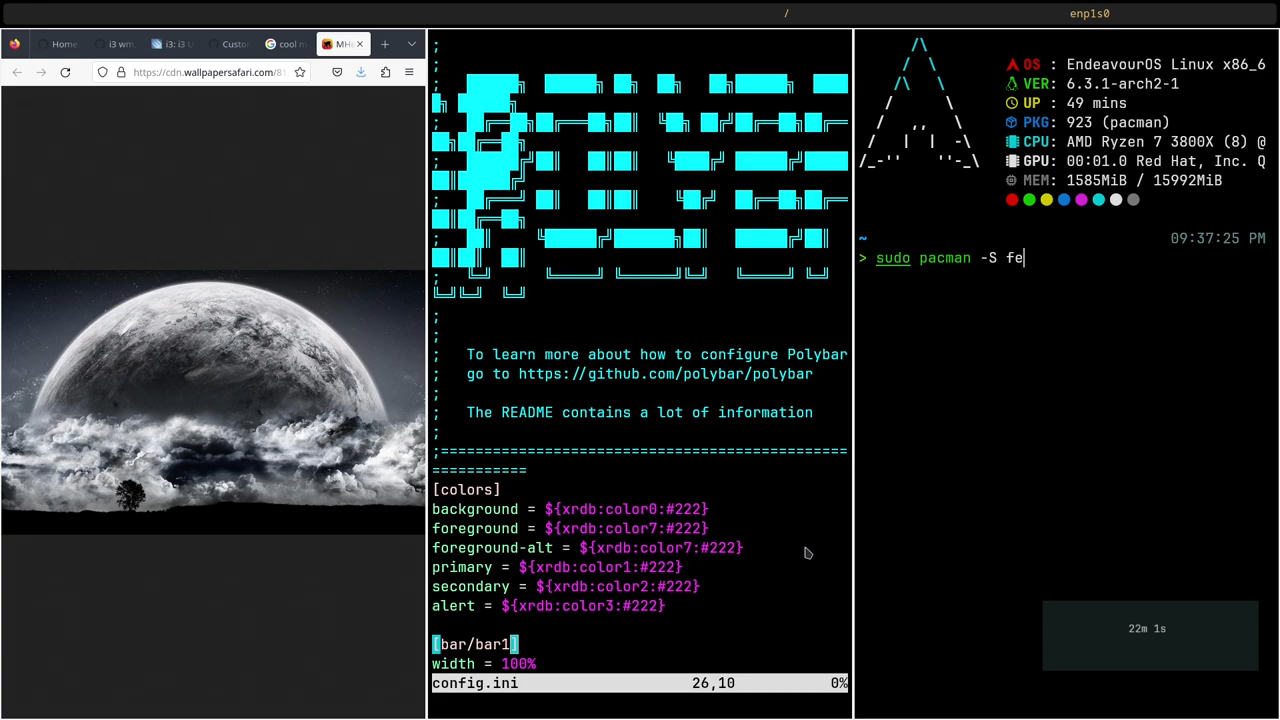 /
enp1s0
Home
i3 wm
i3: i3 U
Custo
cool m
MHe
https://cdn.wallpapersafari.com/81
;
;
;
;
;
;
;
;
;
;
;
;
;
;
; To learn more about how to configure Polybar
; go to https://github.com/polybar/polybar
;
; The README contains a lot of information
;
;===============================================
===========
[colors]
background = ${xrdb:color0:#222}
foreground = ${xrdb:color7:#222}
foreground-alt = ${xrdb:color7:#222}
primary = ${xrdb:color1:#222}
secondary = ${xrdb:color2:#222}
alert = ${xrdb:color3:#222}
[bar/bar1]
width = 100%
config.ini 26,10 0%
OS : EndeavourOS Linux x86_6
VER: 6.3.1-arch2-1
UP : 49 mins
PKG: 923 (pacman)
CPU: AMD Ryzen 7 3800X (8) @
GPU: 00:01.0 Red Hat, Inc. Q
MEM: 1585MiB / 15992MiB
~ 09:37:25 PM
> sudo pacman -S fe
22m 1s